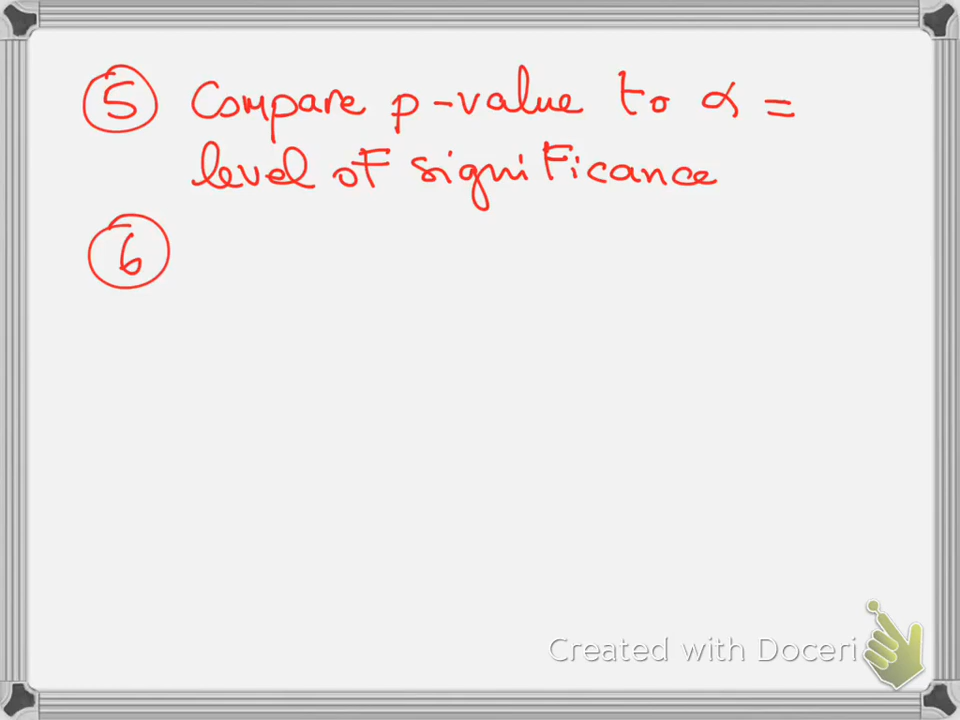 ⑤ Compare p-value to α =
level of significance
⑥
Created with Doceri